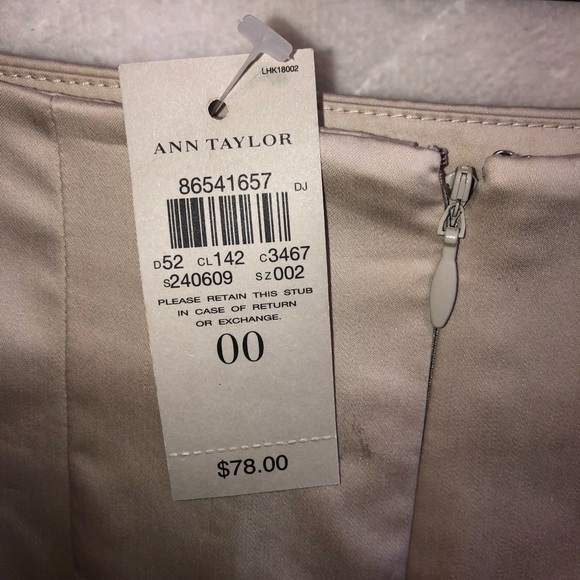 LHK18002
ANN TAYLOR
86541657 DJ
D52 CL142 C3467
S240609 SZ002
PLEASE RETAIN THIS STUB
IN CASE OF RETURN
OR EXCHANGE.
00
$78.00